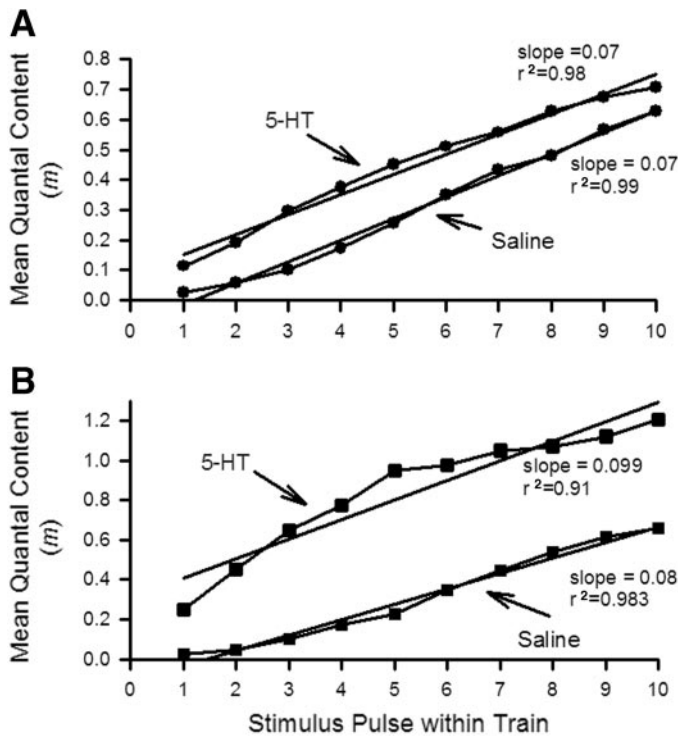 A
0.8
0.7
0.6
0.5
0.4
0.3
0.2
0.1
0.0
Mean Quantal Content
(m)
5-HT
slope =0.07
r²=0.98
slope = 0.07
r²=0.99
Saline
0 1 2 3 4 5 6 7 8 9 10
B
1.2
1.0
0.8
0.6
0.4
0.2
0.0
Mean Quantal Content
(m)
5-HT
slope = 0.099
r²=0.91
slope = 0.08
r²=0.983
Saline
0 1 2 3 4 5 6 7 8 9 10
Stimulus Pulse within Train